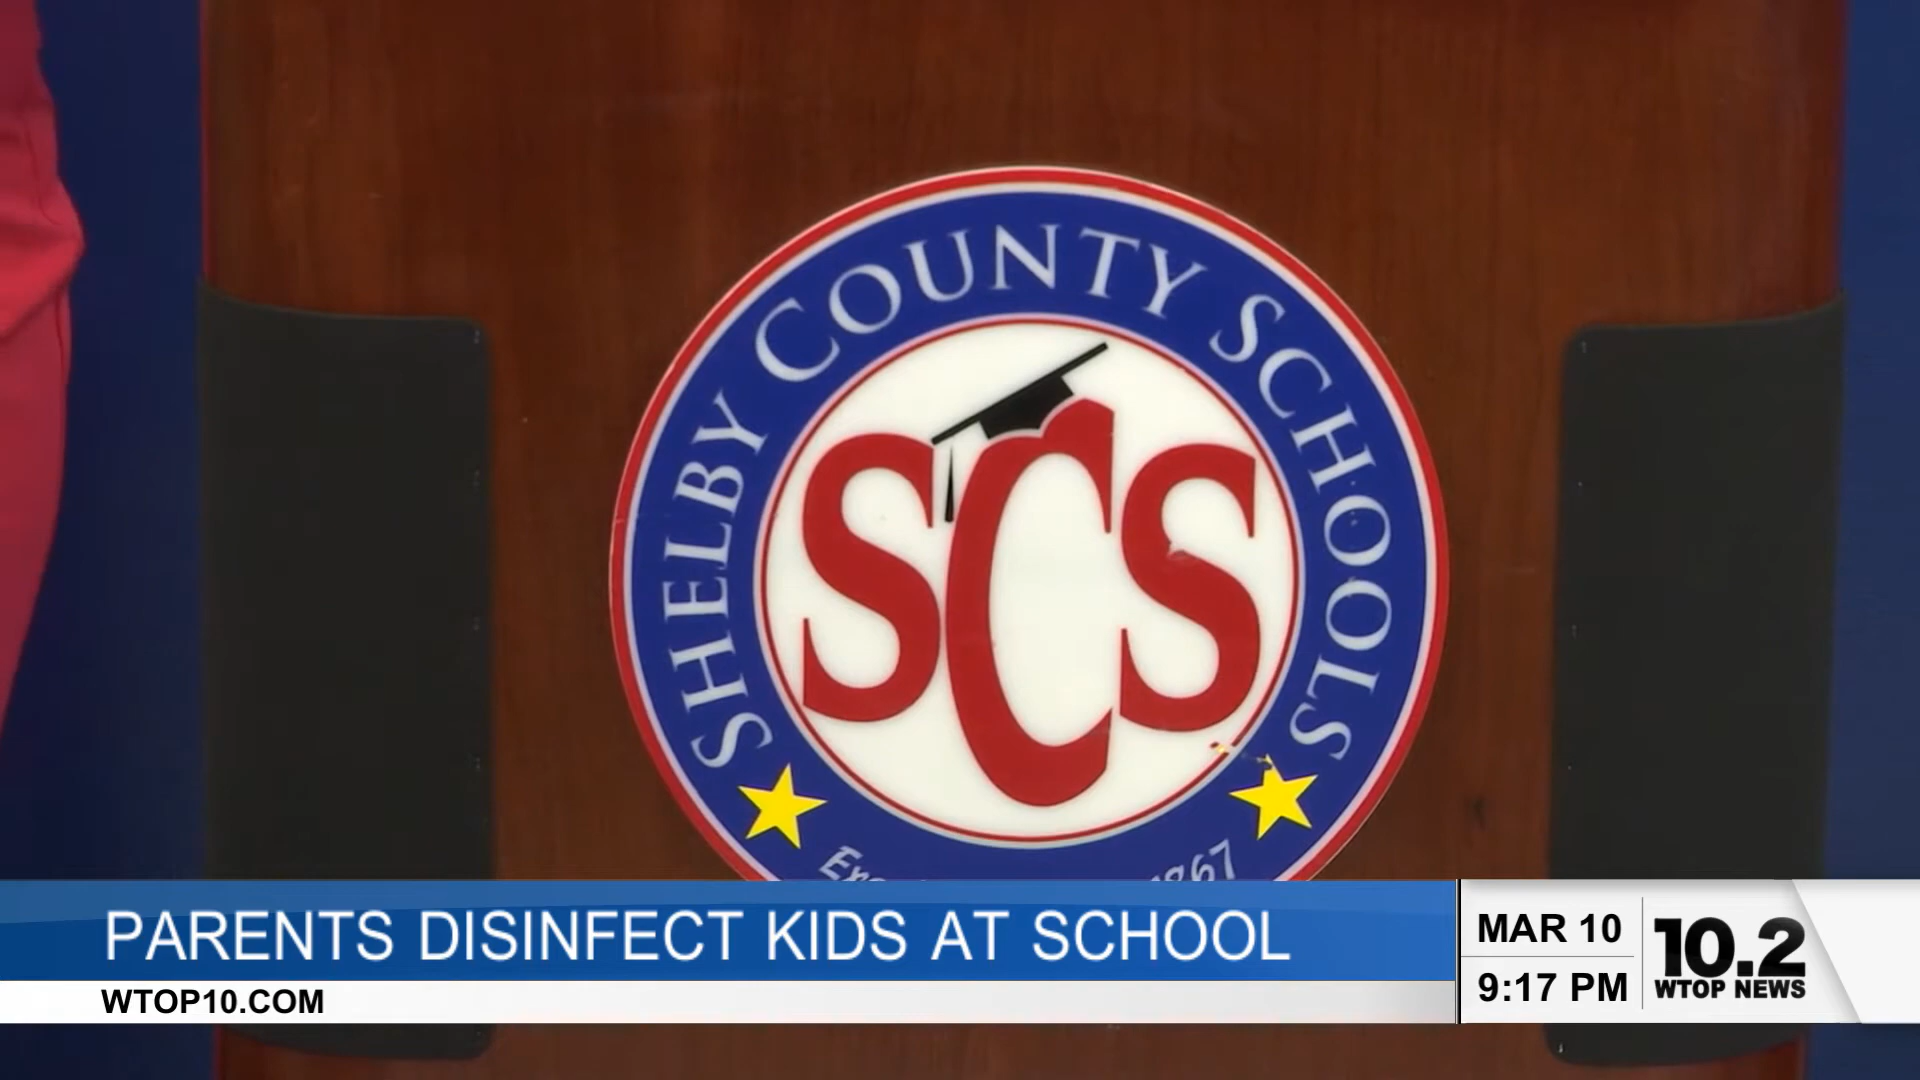 SHELBY COUNTY SCHOOLS
SCS
1867
PARENTS DISINFECT KIDS AT SCHOOL
WTOP10.COM
MAR 10
9:17 PM
10.2
WTOP NEWS